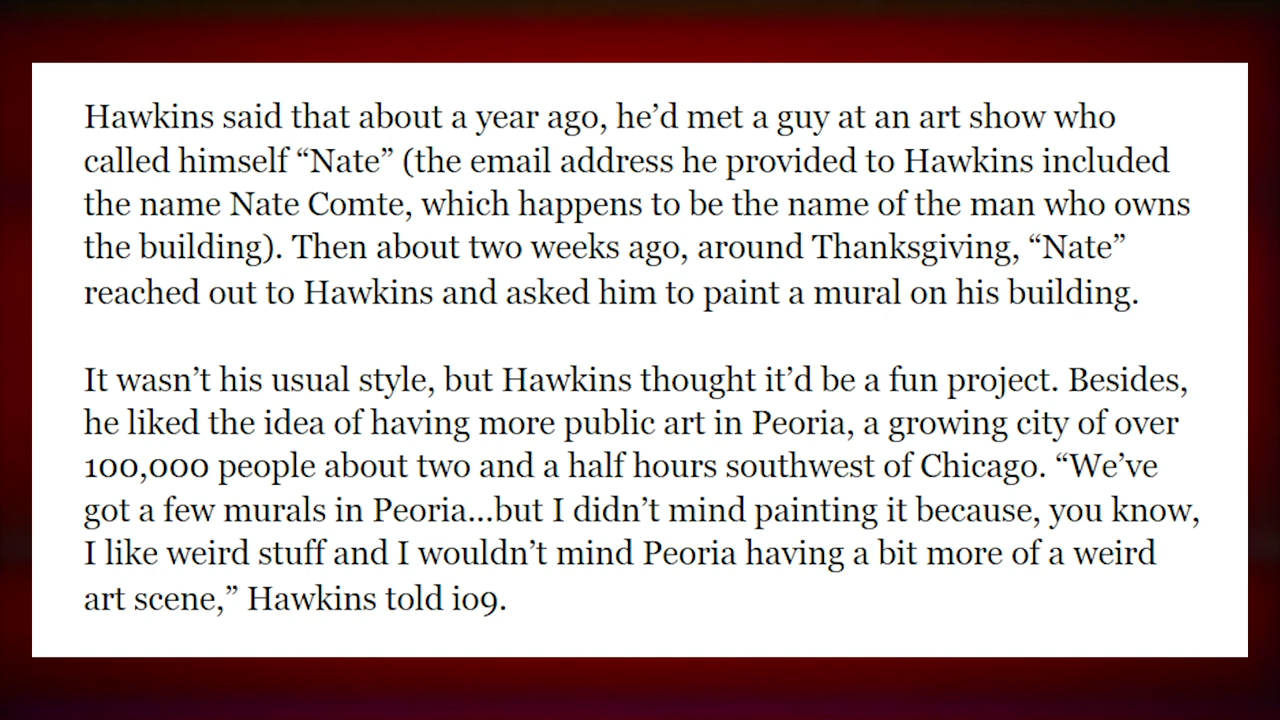 Hawkins said that about a year ago, he’d met a guy at an art show who
called himself “Nate” (the email address he provided to Hawkins included
the name Nate Comte, which happens to be the name of the man who owns
the building). Then about two weeks ago, around Thanksgiving, “Nate”
reached out to Hawkins and asked him to paint a mural on his building.
It wasn’t his usual style, but Hawkins thought it’d be a fun project. Besides,
he liked the idea of having more public art in Peoria, a growing city of over
100,000 people about two and a half hours southwest of Chicago. “We’ve
got a few murals in Peoria...but I didn’t mind painting it because, you know,
I like weird stuff and I wouldn’t mind Peoria having a bit more of a weird
art scene,” Hawkins told io9.